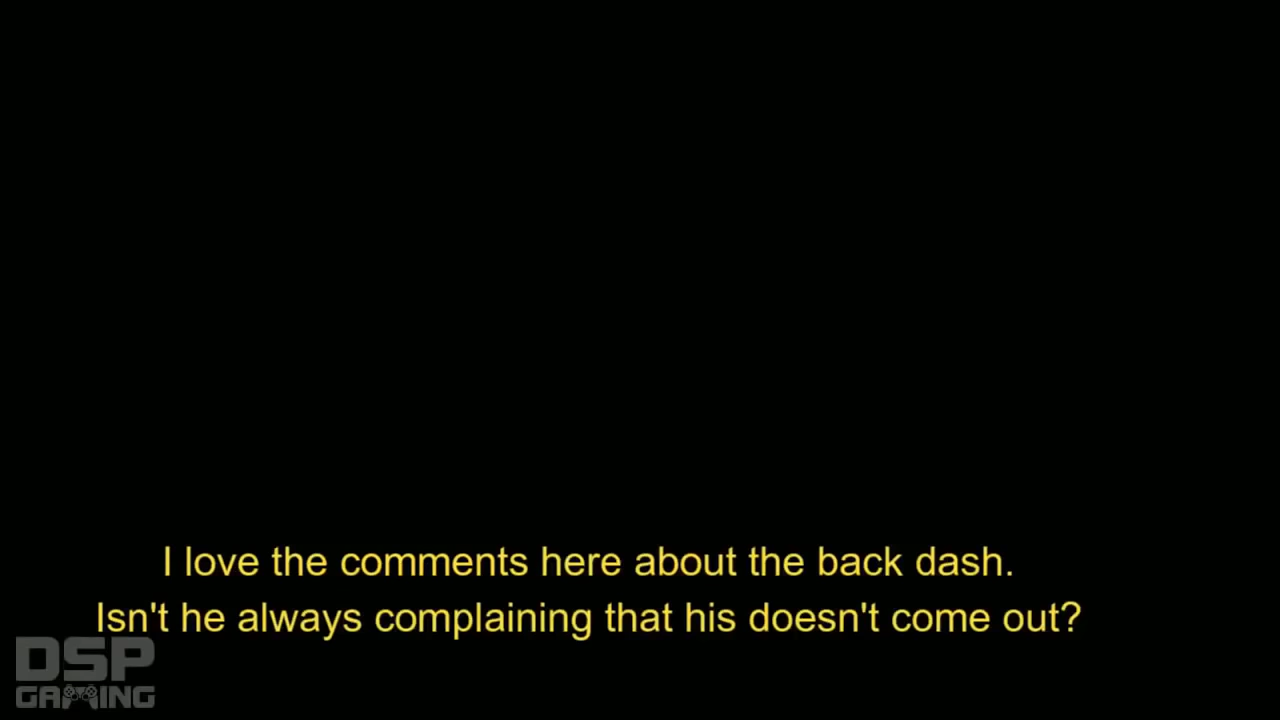 I love the comments here about the back dash.
Isn't he always complaining that his doesn't come out?
DSP
GAMING